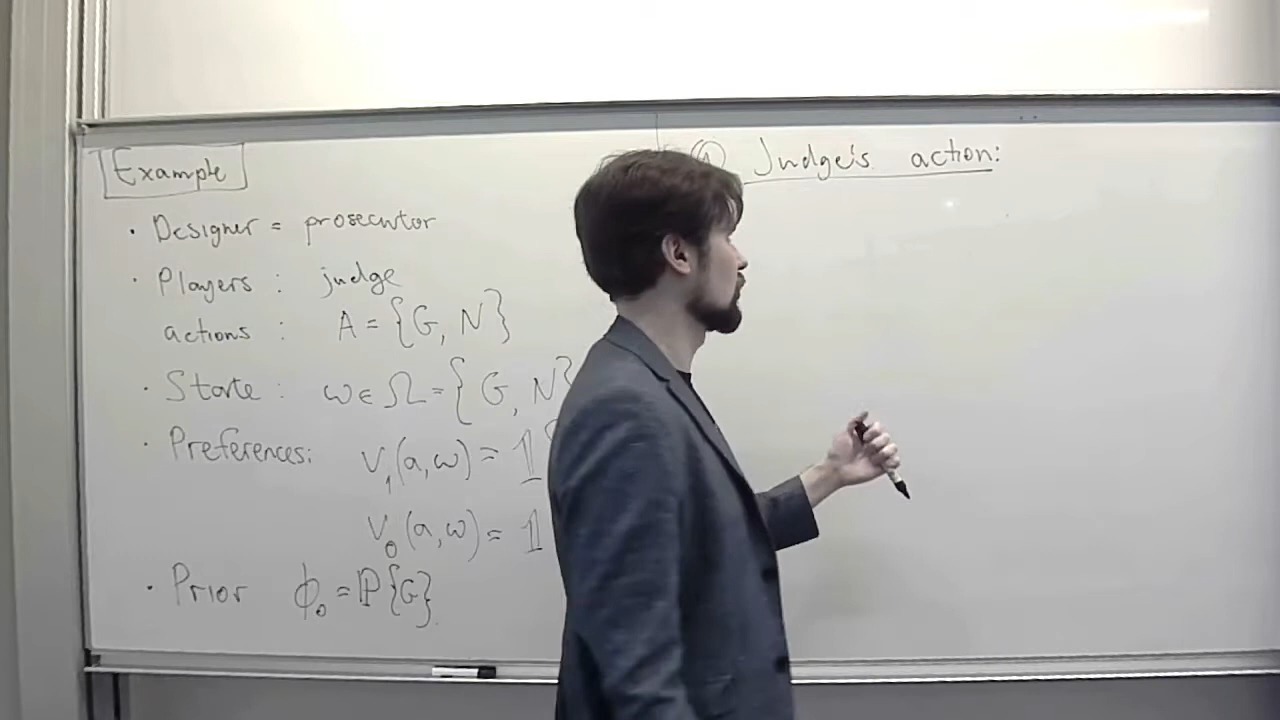 Example
• Designer = prosecutor
• Players : judge
actions : A = {G, N}
• State : ω ∈ Ω = {G, N}
• Preferences: v₁(a,ω) = 𝟙
v₀(a,ω) = 𝟙
• Prior ϕ₀ = ℙ{G}
① Judge's action: